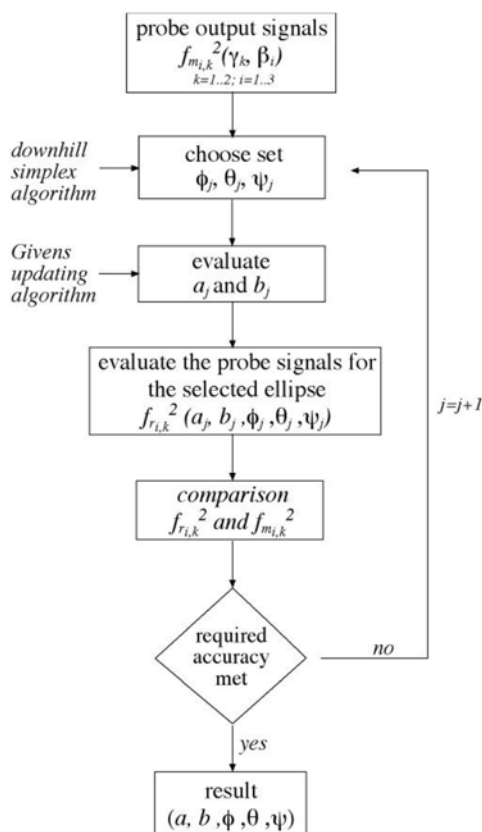 probe output signals
f_{m_{i,k}}^2(γ_k, β_i)
k=1..2; i=1..3
downhill
simplex
algorithm
choose set
ϕ_j, θ_j, ψ_j
Givens
updating
algorithm
evaluate
a_j and b_j
evaluate the probe signals for
the selected ellipse
f_{r_{i,k}}^2 (a_j, b_j ,ϕ_j ,θ_j ,ψ_j)
j=j+1
comparison
f_{r_{i,k}}^2 and f_{m_{i,k}}^2
required
accuracy
met
no
yes
result
(a, b ,ϕ ,θ ,ψ)